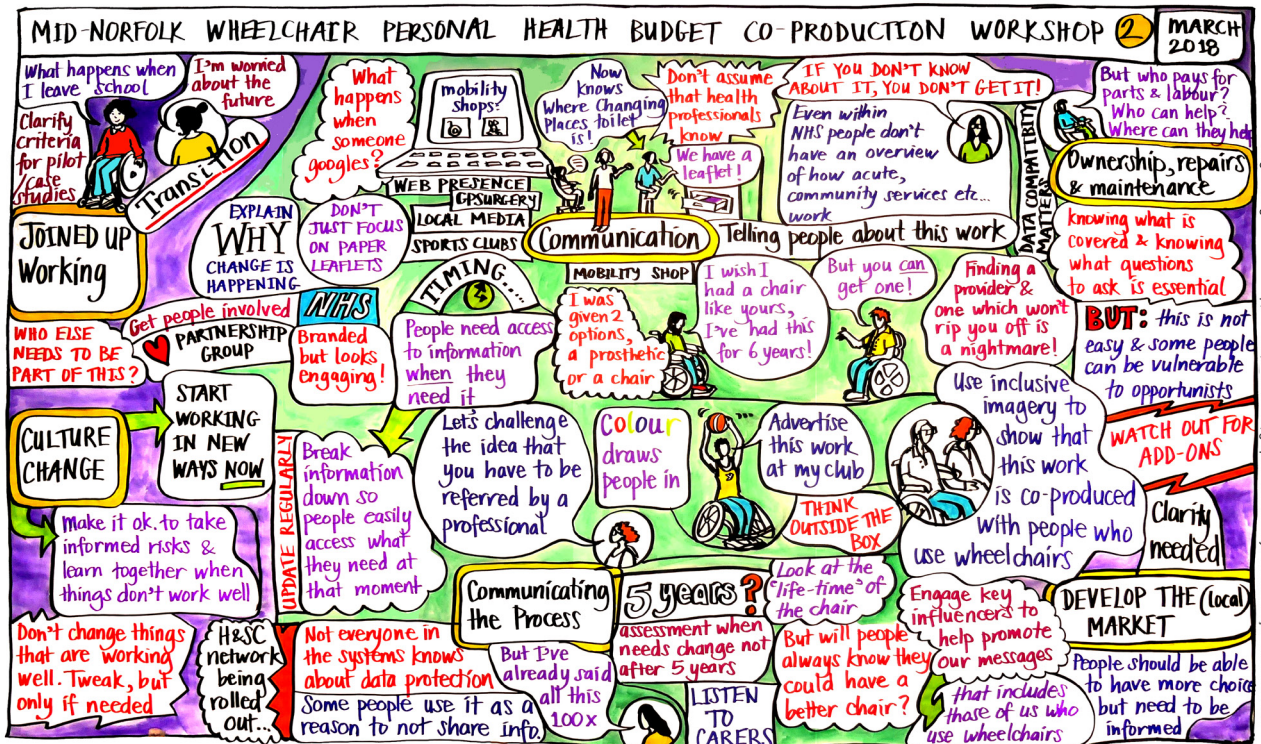 MID-NORFOLK WHEELCHAIR PERSONAL HEALTH BUDGET CO-PRODUCTION WORKSHOP 2
MARCH
2018
What happens when
I leave school
I'm worried
about the
future
Clarify
criteria
for pilot
/case
studies
Transition
JOINED UP
Working
What
happens
when
someone
googles?
mobility
shops?
WEB PRESENCE
GP SURGERY
LOCAL MEDIA
SPORTS CLUBS
EXPLAIN
WHY
CHANGE IS
HAPPENING
DON'T
JUST FOCUS
ON PAPER
LEAFLETS
Now
knows
Where Changing
Places toilet
is!
Don't assume
that health
professionals
know
We have a
leaflet!
Communication
Telling people about this work
MOBILITY SHOP
IF YOU DON'T KNOW
ABOUT IT, YOU DON'T GET IT!
Even within
NHS people don't
have an overview
of how acute,
community services etc...
work
DATA COMPATIBILITY
MATTERS
But who pays for
parts & labour?
Who can help?
Where can they help
Ownership, repairs
& maintenance
Knowing what is
covered & knowing
what questions
to ask is essential
BUT: this is not
easy & some people
can be vulnerable
to opportunists
WHO ELSE
NEEDS TO BE
PART OF THIS?
Get people involved
PARTNERSHIP
GROUP
NHS
Branded
but looks
engaging!
TIMING....
People need access
to information
when they
need it
I was
given 2
options,
a prosthetic
or a chair
I wish I
had a chair
like yours,
I've had this
for 6 years!
But you can
get one!
Finding a
provider &
one which won't
rip you off is
a nightmare!
CULTURE
CHANGE
START
WORKING
IN NEW
WAYS NOW
Make it ok. to take
informed risks &
learn together when
things don't work well
UPDATE REGULARLY
Break
information
down so
people easily
access what
they need at
that moment
Let's challenge
the idea that
you have to be
referred by a
professional
Colour
draws
people in
Advertise
this work
at my club
THINK
OUTSIDE THE
BOX
Use inclusive
imagery to
show that
this work
is co-produced
with people who
use wheelchairs
WATCH OUT FOR
ADD-ONS
Clarity
needed
DEVELOP THE (local)
MARKET
People should be able
to have more choice
but need to be
informed
Don't change things
that are working
well. Tweak, but
only if needed
H&SC
network
being
rolled
out...
Not everyone in
the systems knows
about data protection
Some people use it as a
reason to not share info.
Communicating
the Process
But I've
already said
all this
100x
5 years?
assessment when
needs change not
after 5 years
LISTEN
TO
CARERS
Look at the
"life-time" of
the chair
But will people
always know they
could have a
better chair?
Engage key
influencers to
help promote
our messages
that includes
those of us who
use wheelchairs